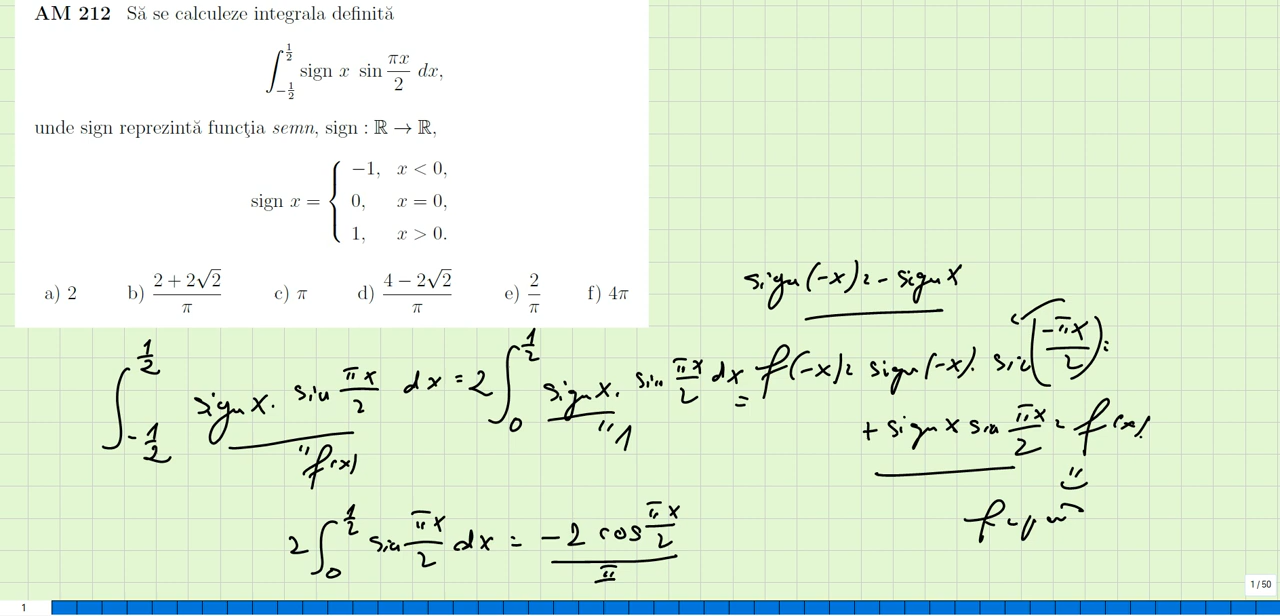 AM 212 Să se calculeze integrala definită
∫_{-1/2}^{1/2} sign x sin πx/2 dx,
unde sign reprezintă funcţia semn, sign : ℝ → ℝ,
sign x = { −1, x < 0,
0, x = 0,
1, x > 0.
a) 2 b) (2 + 2√2)/π c) π d) (4 − 2√2)/π e) 2/π f) 4π
sign(-x) = - sign x
∫_{-1/2}^{1/2} sign x · sin πx/2 dx = 2 ∫_0^{1/2} sign x · sin πx/2 dx =
" f(x)
" 1
f(-x) = sign(-x) · sin(-πx/2) =
+ sign x sin πx/2 = f(x)
f
2 ∫_0^{1/2} sin πx/2 dx = (-2 cos πx/2)/π
1 / 50
1